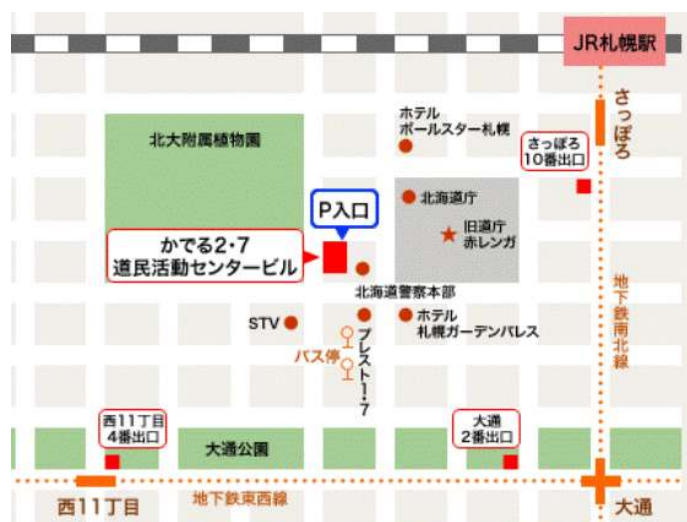 JR札幌駅
さっぽろ
ホテル
ポールスター札幌
北大附属植物園
さっぽろ
10番出口
北海道庁
P入口
旧道庁
赤レンガ
かでる2・7
道民活動センタービル
北海道警察本部
地下鉄南北線
STV
ホテル
札幌ガーデンパレス
プレスト1・7
バス停
西11丁目
4番出口
大通公園
大通
2番出口
西11丁目
地下鉄東西線
大通